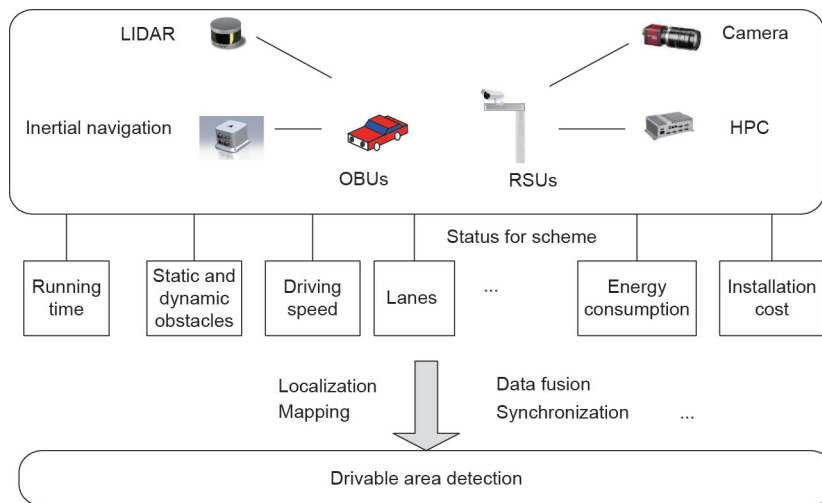 LIDAR
Camera
Inertial navigation
HPC
OBUs
RSUs
Status for scheme
Running
time
Static and
dynamic
obstacles
Driving
speed
Lanes
...
Energy
consumption
Installation
cost
Localization
Mapping
Data fusion
Synchronization
...
Drivable area detection